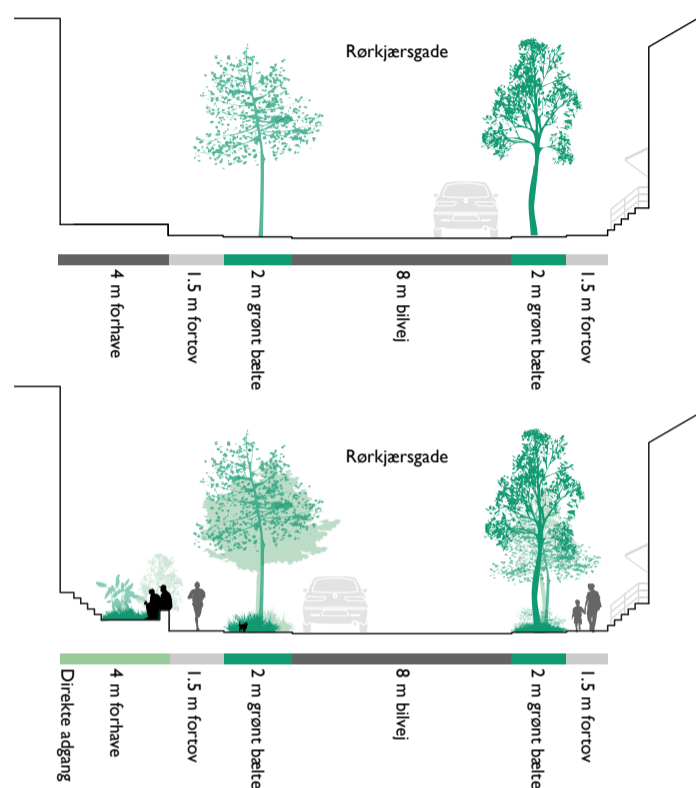 Rørkjærsgade
4 m forhave
1.5 m fortov
2 m grønt bælte
8 m bilvej
2 m grønt bælte
1.5 m fortov
Rørkjærsgade
Direkte adgang
4 m forhave
1.5 m fortov
2 m grønt bælte
8 m bilvej
2 m grønt bælte
1.5 m fortov